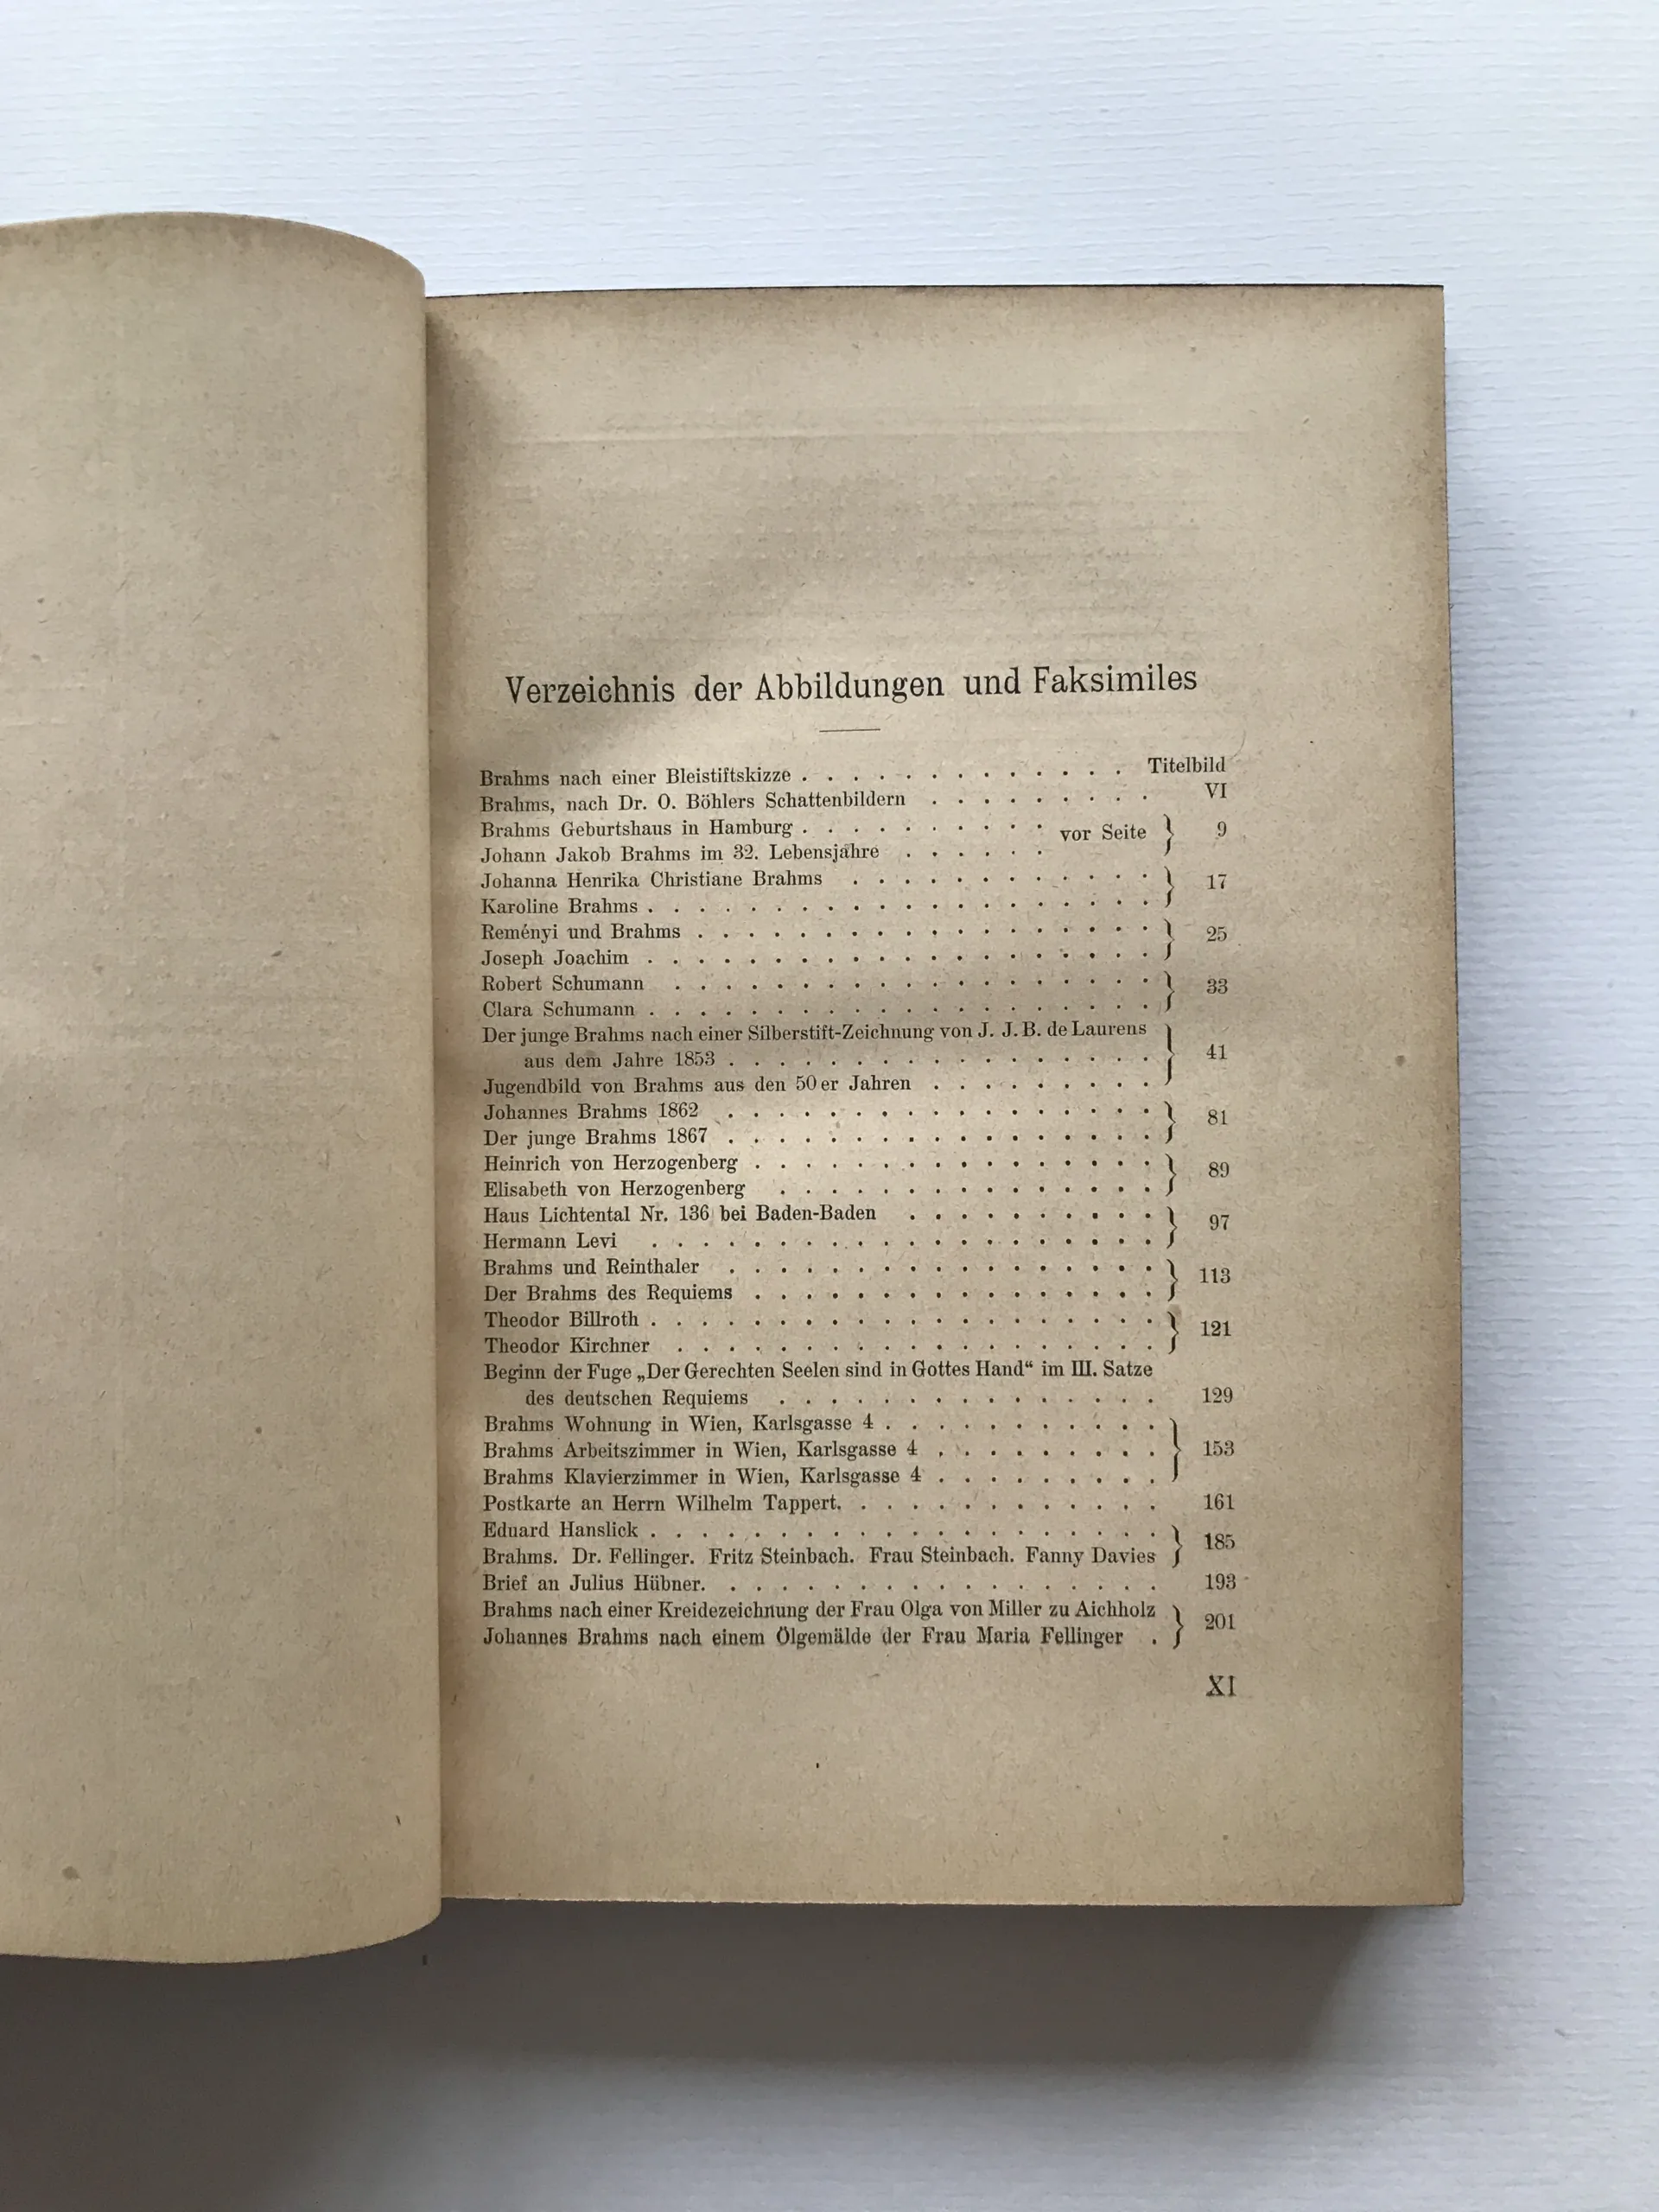 Verzeichnis der Abbildungen und Faksimiles
Brahms nach einer Bleistiftskizze . . . . . . . . . . . . . Titelbild
Brahms, nach Dr. O. Böhlers Schattenbildern . . . . . . . . . VI
Brahms Geburtshaus in Hamburg . . . . . . . . . . vor Seite } 9
Johann Jakob Brahms im 32. Lebensjahre . . . . . .
Johanna Henrika Christiane Brahms . . . . . . . . . . . . } 17
Karoline Brahms . . . . . . . . . . . . . . . . . . . .
Reményi und Brahms . . . . . . . . . . . . . . . . . . } 25
Joseph Joachim . . . . . . . . . . . . . . . . . . . .
Robert Schumann . . . . . . . . . . . . . . . . . . . } 33
Clara Schumann . . . . . . . . . . . . . . . . . . . .
Der junge Brahms nach einer Silberstift-Zeichnung von J. J. B. de Laurens
aus dem Jahre 1853 . . . . . . . . . . . . . . . . . } 41
Jugendbild von Brahms aus den 50er Jahren . . . . . . . . .
Johannes Brahms 1862 . . . . . . . . . . . . . . . . . } 81
Der junge Brahms 1867 . . . . . . . . . . . . . . . . .
Heinrich von Herzogenberg . . . . . . . . . . . . . . . . } 89
Elisabeth von Herzogenberg . . . . . . . . . . . . . . .
Haus Lichtental Nr. 136 bei Baden-Baden . . . . . . . . . . } 97
Hermann Levi . . . . . . . . . . . . . . . . . . . .
Brahms und Reinthaler . . . . . . . . . . . . . . . . . } 113
Der Brahms des Requiems . . . . . . . . . . . . . . . .
Theodor Billroth . . . . . . . . . . . . . . . . . . . . } 121
Theodor Kirchner . . . . . . . . . . . . . . . . . . .
Beginn der Fuge „Der Gerechten Seelen sind in Gottes Hand“ im III. Satze
des deutschen Requiems . . . . . . . . . . . . . . . 129
Brahms Wohnung in Wien, Karlsgasse 4 . . . . . . . . . . .
Brahms Arbeitszimmer in Wien, Karlsgasse 4 . . . . . . . . . } 153
Brahms Klavierzimmer in Wien, Karlsgasse 4 . . . . . . . . .
Postkarte an Herrn Wilhelm Tappert. . . . . . . . . . . . . 161
Eduard Hanslick . . . . . . . . . . . . . . . . . . . . } 185
Brahms. Dr. Fellinger. Fritz Steinbach. Frau Steinbach. Fanny Davies
Brief an Julius Hübner. . . . . . . . . . . . . . . . . . 193
Brahms nach einer Kreidezeichnung der Frau Olga von Miller zu Aichholz } 201
Johannes Brahms nach einem Ölgemälde der Frau Maria Fellinger .
XI